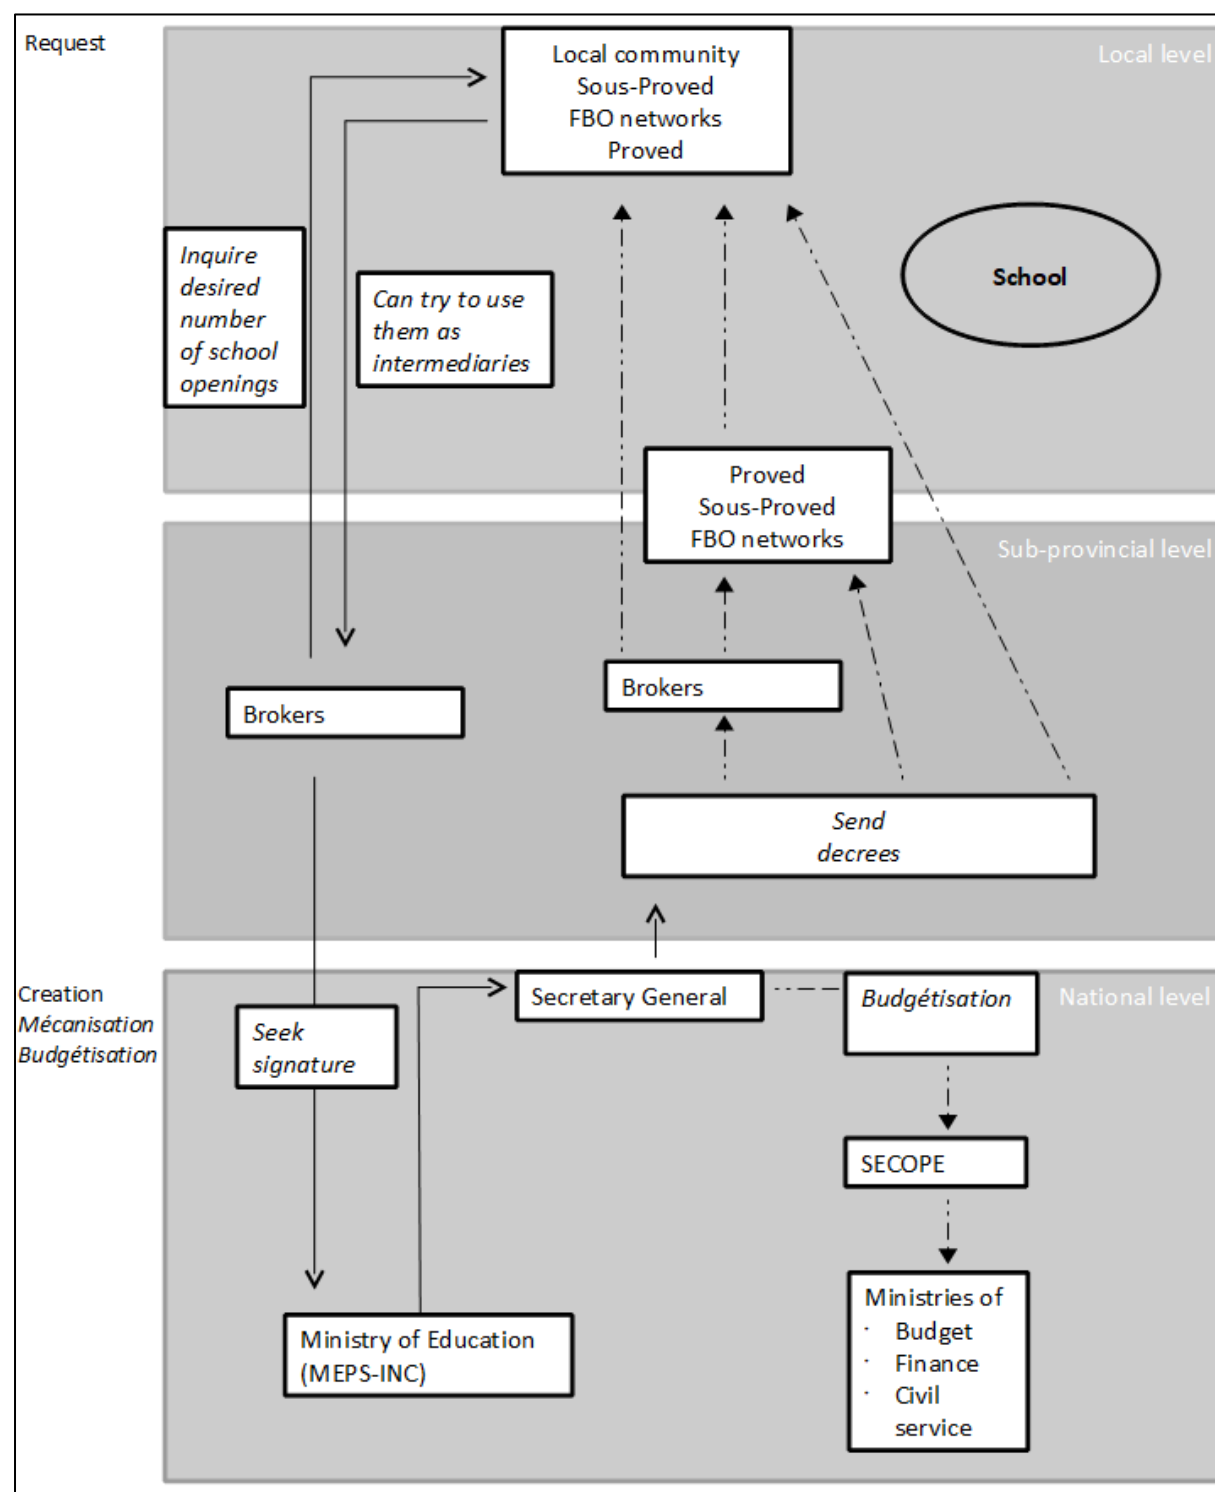 Request
Local level
Local community
Sous-Proved
FBO networks
Proved
Inquire
desired
number
of school
openings
Can try to use
them as
intermediaries
School
Proved
Sous-Proved
FBO networks
Sub-provincial level
Brokers
Brokers
Send
decrees
Creation
Mécanisation
Budgétisation
National level
Secretary General
Budgétisation
Seek
signature
SECOPE
Ministry of Education
(MEPS-INC)
Ministries of
· Budget
· Finance
· Civil
service